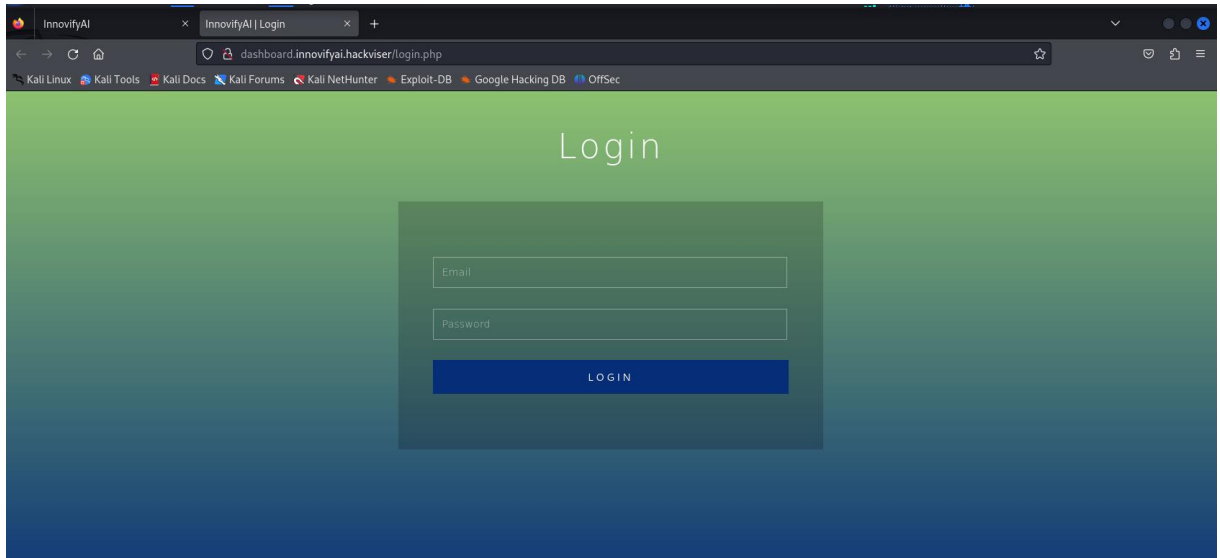 InnovifyAI
InnovifyAI | Login
dashboard.innovifyai.hackviser/login.php
Kali Linux Kali Tools Kali Docs Kali Forums Kali NetHunter Exploit-DB Google Hacking DB OffSec
Login
Email
Password
LOGIN